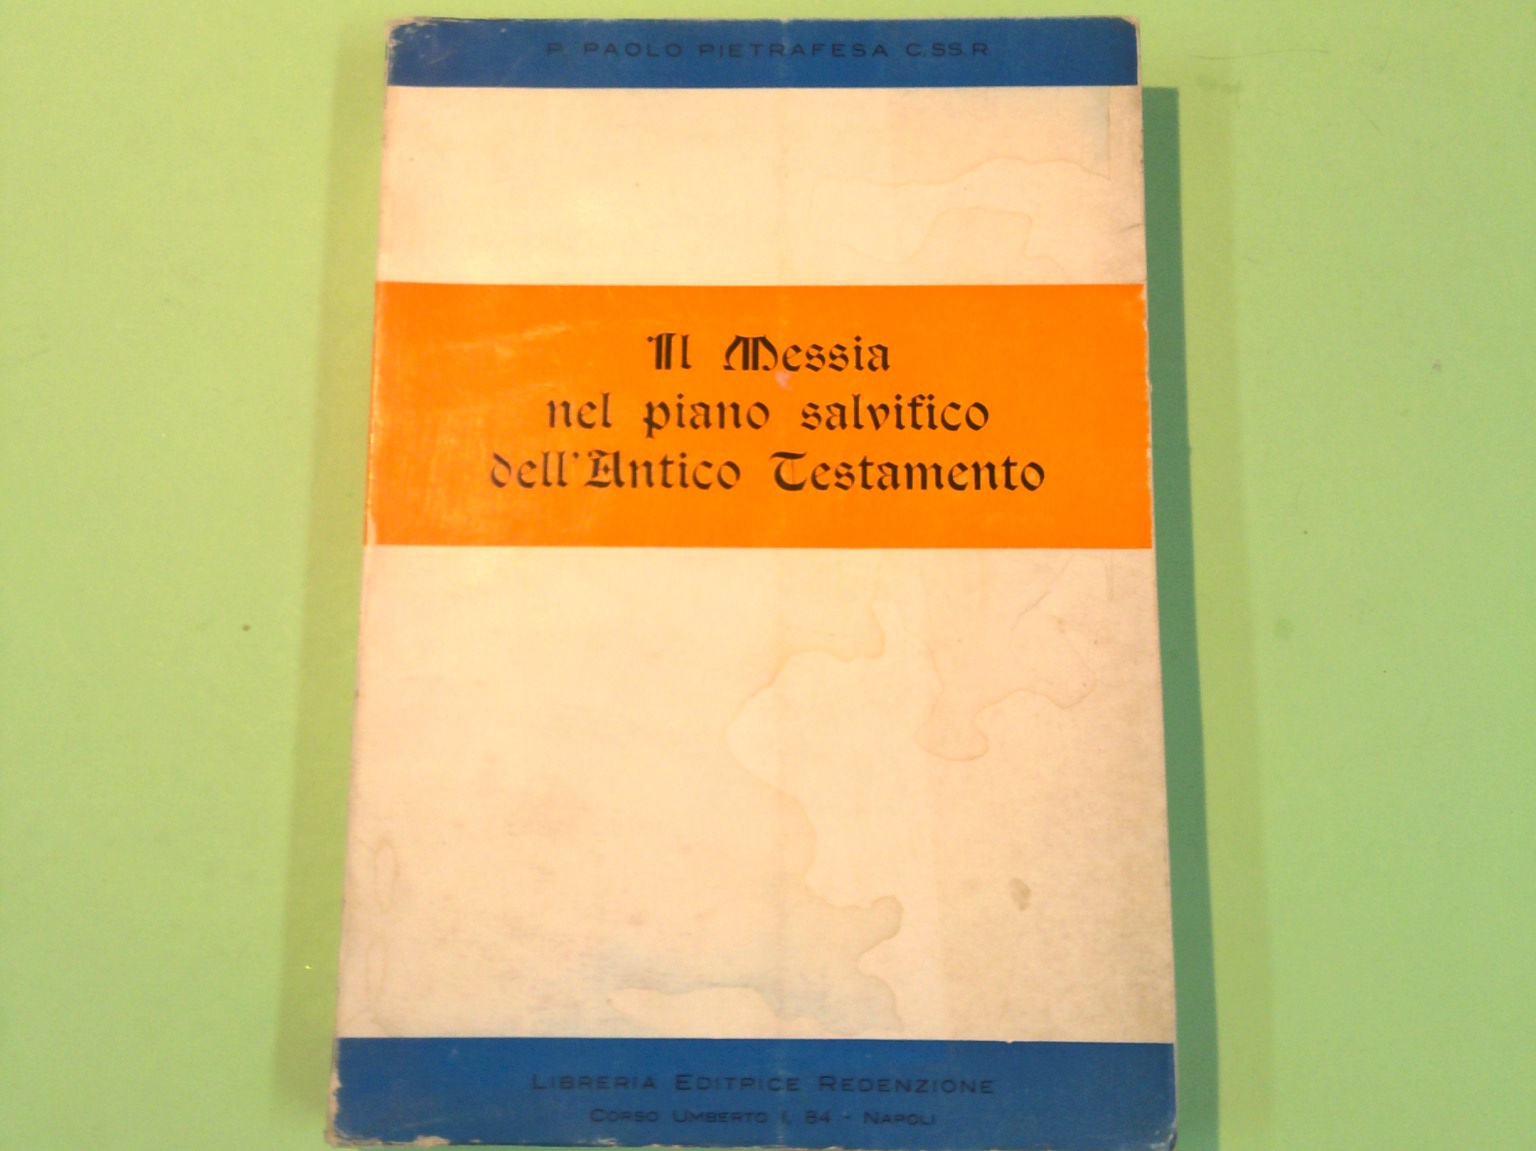 P. PAOLO PIETRAFESA C.SS.R.
Il Messia
nel piano salvifico
dell'Antico Testamento
LIBRERIA EDITRICE REDENZIONE
CORSO UMBERTO I, 84 - NAPOLI